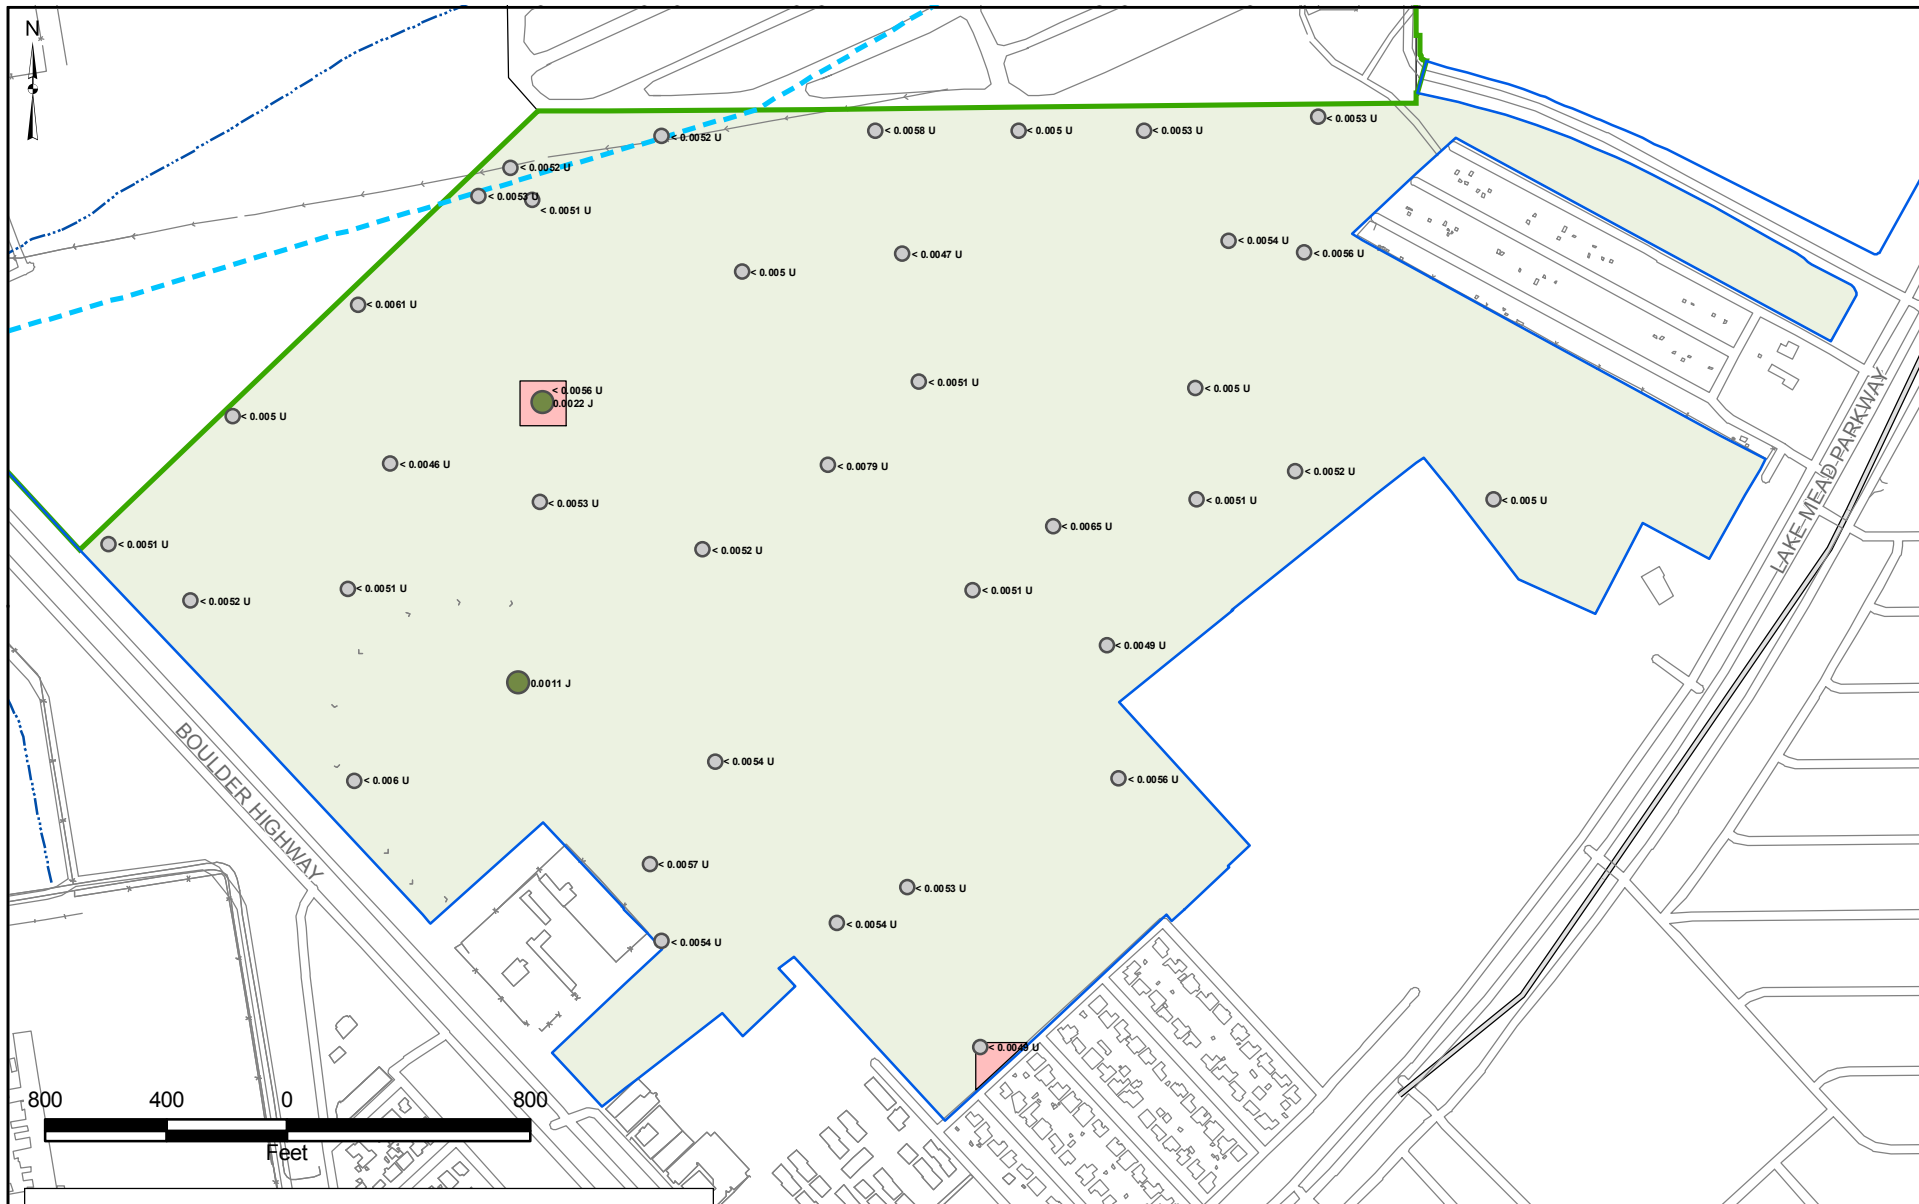 N
< 0.0053 U
< 0.0052 U
< 0.0058 U
< 0.005 U
< 0.0053 U
< 0.0052 U
< 0.0053 U
< 0.0051 U
< 0.0054 U
< 0.0047 U
< 0.0056 U
< 0.005 U
< 0.0061 U
< 0.0051 U
< 0.005 U
< 0.0056 U
0.0022 J
< 0.005 U
< 0.0046 U
< 0.0079 U
< 0.0052 U
< 0.0053 U
< 0.0051 U
< 0.005 U
LAKE MEAD PARKWAY
< 0.0065 U
< 0.0051 U
< 0.0052 U
< 0.0051 U
< 0.0051 U
< 0.0052 U
< 0.0049 U
0.0011 J
BOULDER HIGHWAY
< 0.0054 U
< 0.006 U
< 0.0056 U
< 0.0057 U
< 0.0053 U
< 0.0054 U
< 0.0054 U
< 0.0049 U
800 400 0 800
Feet